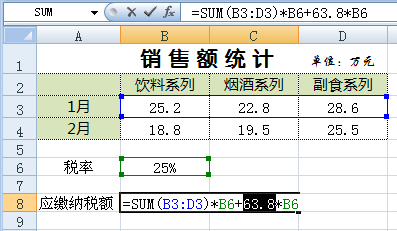 SUM =SUM(B3:D3)*B6+63.8*B6
A B C D
1 销售额统计 单位：万元
2 饮料系列 烟酒系列 副食系列
3 1月 25.2 22.8 28.6
4 2月 18.8 19.5 25.5
5
6 税率 25%
7
8 应缴纳税额 =SUM(B3:D3)*B6+63.8*B6
9